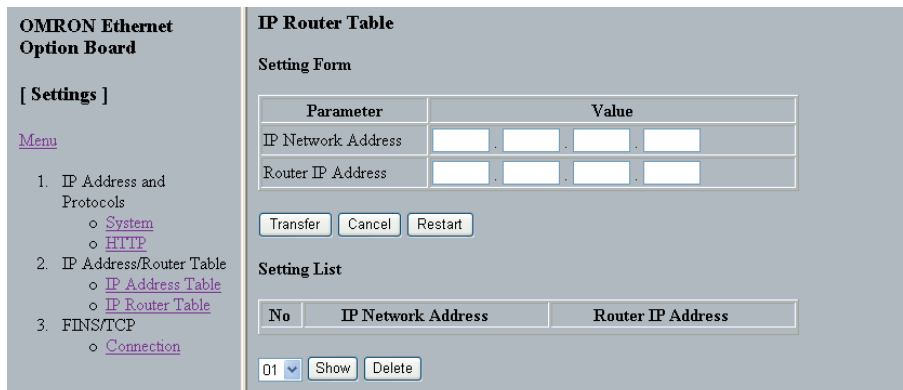 OMRON Ethernet
Option Board
[ Settings ]
Menu
1. IP Address and
Protocols
o System
o HTTP
2. IP Address/Router Table
o IP Address Table
o IP Router Table
3. FINS/TCP
o Connection
IP Router Table
Setting Form
Parameter Value
IP Network Address . . .
Router IP Address . . .
Transfer Cancel Restart
Setting List
No IP Network Address Router IP Address
01 Show Delete